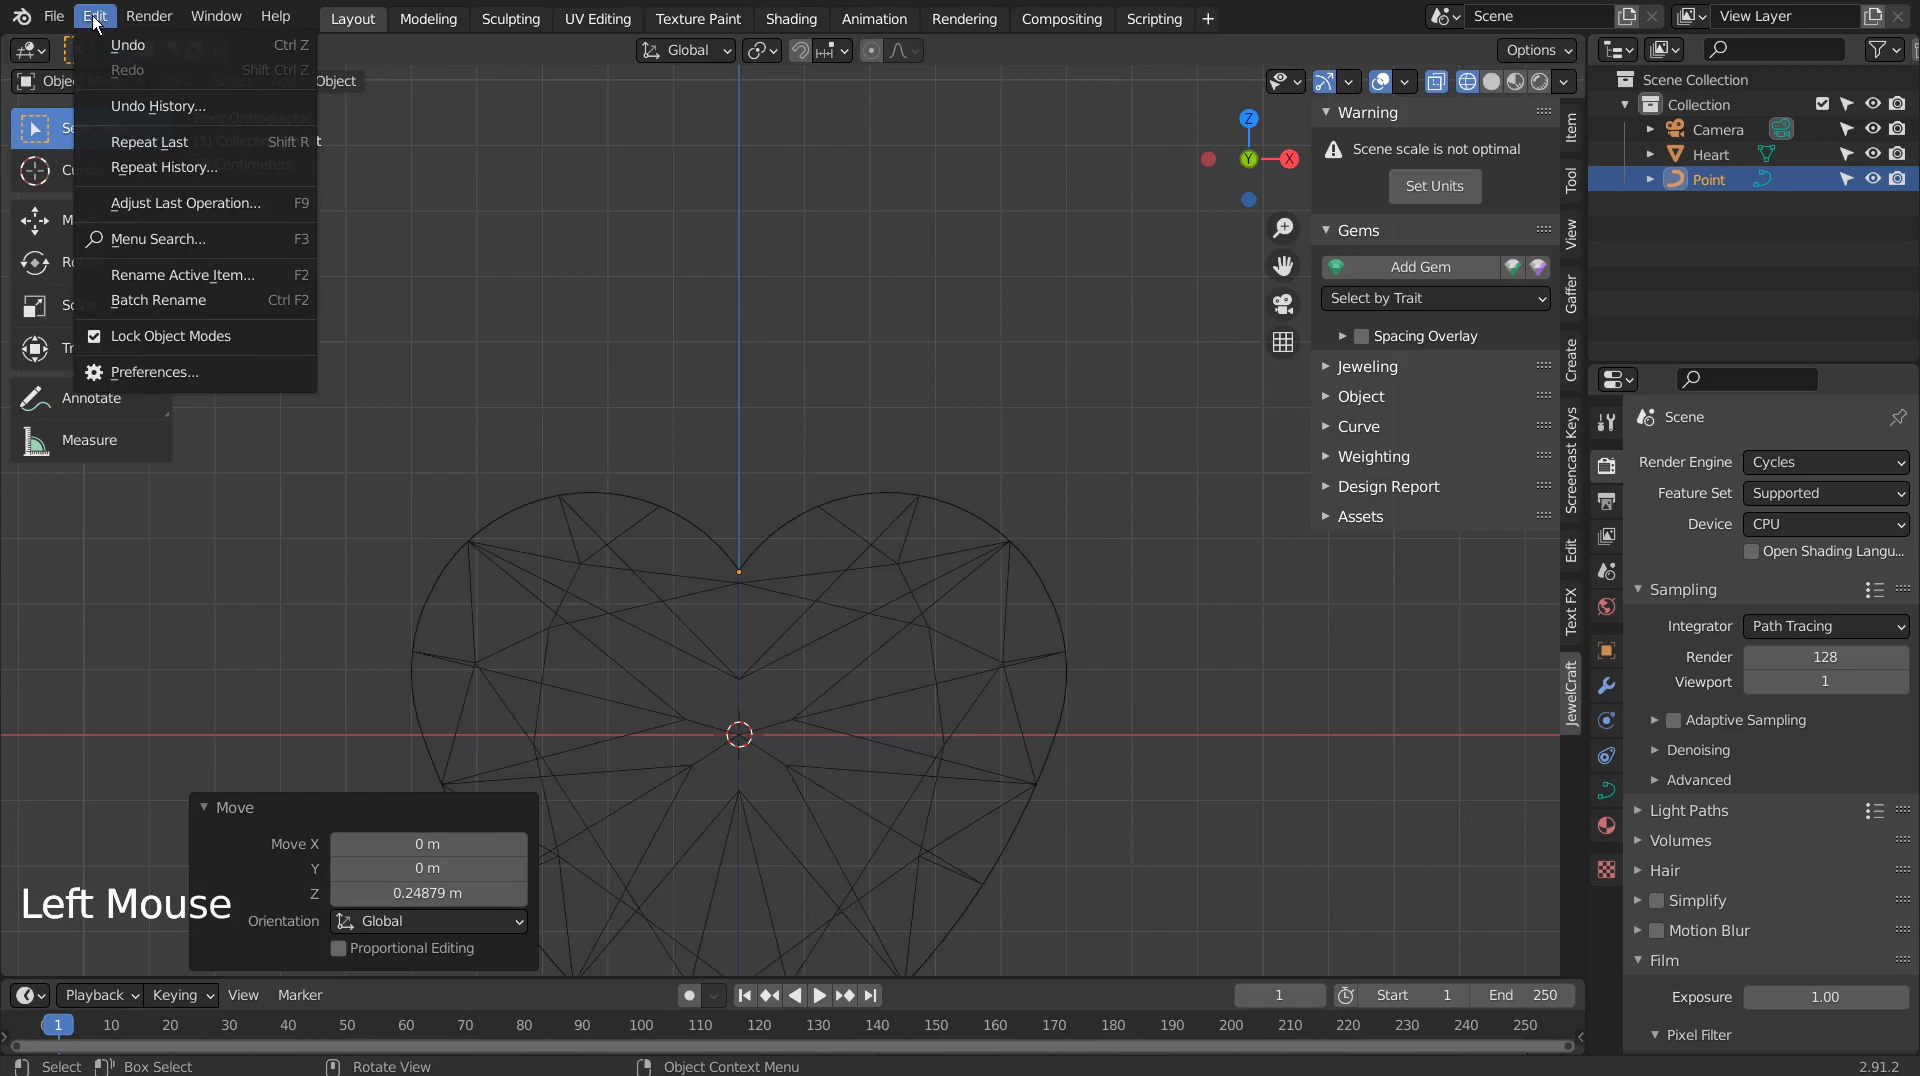 File Edit Render Window Help Layout Modeling Sculpting UV Editing Texture Paint Shading Animation Rendering Compositing Scripting + Scene View Layer
Global Options
Object
Undo Ctrl Z
Redo Shift Ctrl Z
Undo History...
Repeat Last Shift R
Repeat History...
Adjust Last Operation... F9
Menu Search... F3
Rename Active Item... F2
Batch Rename Ctrl F2
Lock Object Modes
Preferences...
Annotate
Measure
Z
Y X
Warning
Scene scale is not optimal
Set Units
Gems
Add Gem
Select by Trait
Spacing Overlay
Jeweling
Object
Curve
Weighting
Design Report
Assets
Item
Tool
View
Gaffer
Create
Screencast Keys
Edit
Text FX
JewelCraft
Scene Collection
Collection
Camera
Heart
Point
Scene
Render Engine Cycles
Feature Set Supported
Device CPU
Open Shading Langu...
Sampling
Integrator Path Tracing
Render 128
Viewport 1
Adaptive Sampling
Denoising
Advanced
Light Paths
Volumes
Hair
Simplify
Motion Blur
Film
Exposure 1.00
Pixel Filter
Move
Move X 0 m
Y 0 m
Z 0.24879 m
Orientation Global
Proportional Editing
Left Mouse
Playback Keying View Marker 1 Start 1 End 250
1 10 20 30 40 50 60 70 80 90 100 110 120 130 140 150 160 170 180 190 200 210 220 230 240 250
Select Box Select Rotate View Object Context Menu 2.91.2